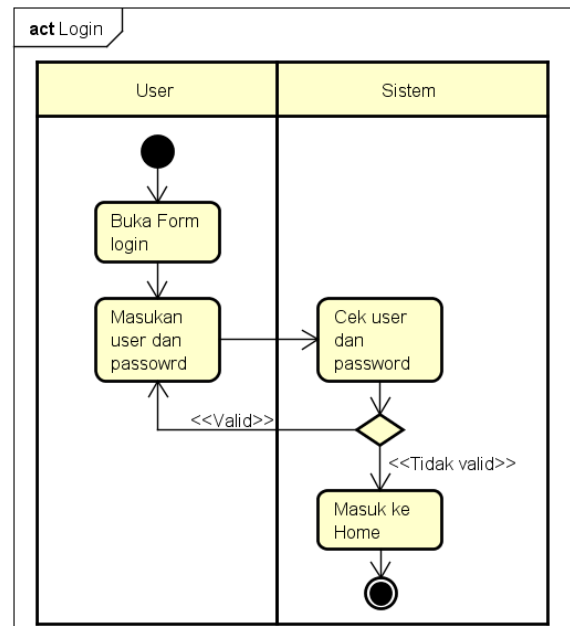 act Login
User
Sistem
Buka Form
login
Masukan
user dan
passowrd
Cek user
dan
password
<<Valid>>
<<Tidak valid>>
Masuk ke
Home